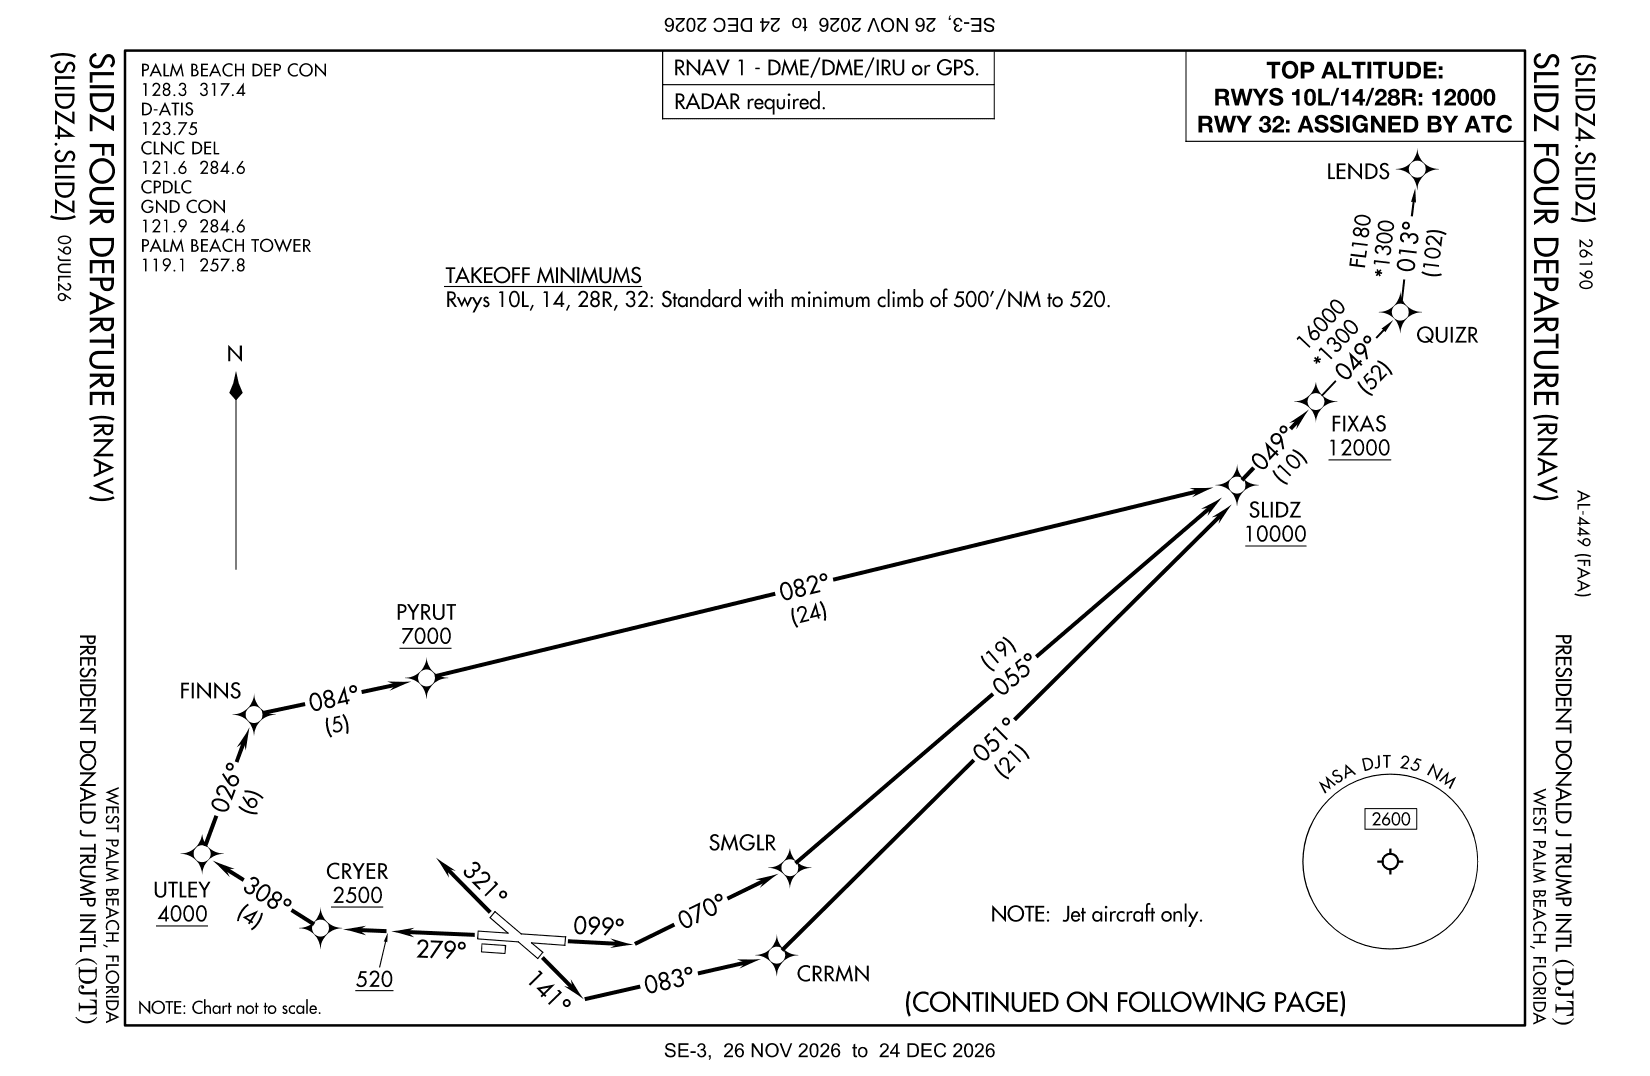 SE-3, 26 NOV 2026 to 24 DEC 2026
(SLIDZ4.SLIDZ) 09JUL26
SLIDZ FOUR DEPARTURE (RNAV)
PRESIDENT DONALD J TRUMP INTL (DJT)
WEST PALM BEACH, FLORIDA
PALM BEACH DEP CON
128.3 317.4
D-ATIS
123.75
CLNC DEL
121.6 284.6
CPDLC
GND CON
121.9 284.6
PALM BEACH TOWER
119.1 257.8
RNAV 1 - DME/DME/IRU or GPS.
RADAR required.
TOP ALTITUDE:
RWYS 10L/14/28R: 12000
RWY 32: ASSIGNED BY ATC
TAKEOFF MINIMUMS
Rwys 10L, 14, 28R, 32: Standard with minimum climb of 500'/NM to 520.
N
LENDS
FL180
*1300
013°
(102)
QUIZR
16000
*1300
049°
(52)
FIXAS
12000
049°
(10)
SLIDZ
10000
082°
(24)
PYRUT
7000
FINNS
084°
(5)
026°
(6)
UTLEY
4000
308°
(4)
CRYER
2500
279°
520
321°
099°
070°
SMGLR
(19)
055°
051°
(21)
141°
083°
CRRMN
MSA DJT 25 NM
2600
NOTE: Jet aircraft only.
NOTE: Chart not to scale.
(CONTINUED ON FOLLOWING PAGE)
(SLIDZ4.SLIDZ) 26190
SLIDZ FOUR DEPARTURE (RNAV)
AL-449 (FAA)
PRESIDENT DONALD J TRUMP INTL (DJT)
WEST PALM BEACH, FLORIDA
SE-3, 26 NOV 2026 to 24 DEC 2026